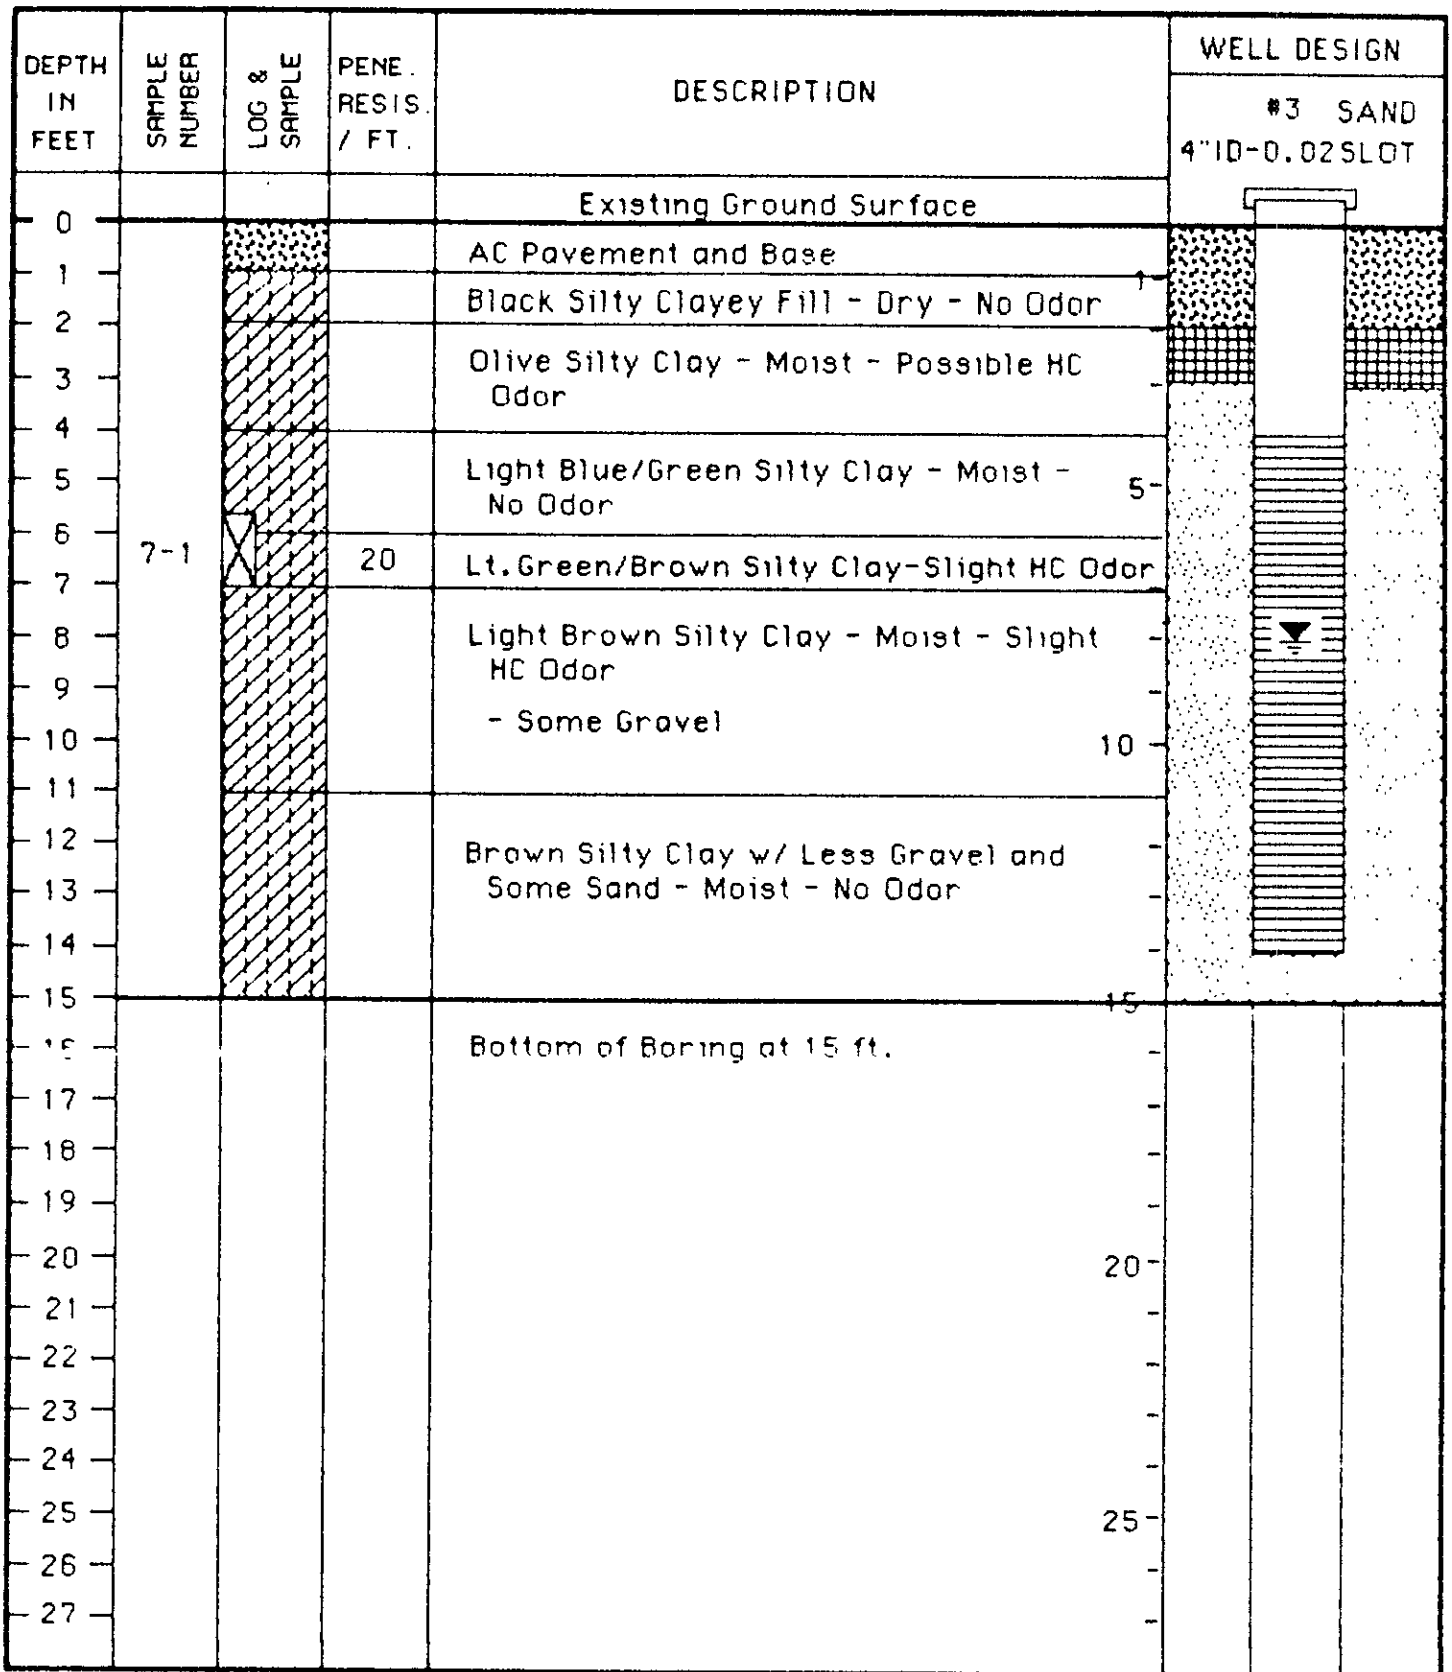 DEPTH
IN
FEET
SAMPLE
NUMBER
LOG &
SAMPLE
PENE.
RESIS.
/ FT.
DESCRIPTION
WELL DESIGN
#3 SAND
4"ID-0.02SLOT
Existing Ground Surface
0
AC Pavement and Base
1
1
Black Silty Clayey Fill - Dry - No Odor
2
Olive Silty Clay - Moist - Possible HC
3
Odor
4
Light Blue/Green Silty Clay - Moist -
5
5
No Odor
6
7-1
20
Lt.Green/Brown Silty Clay-Slight HC Odor
7
Light Brown Silty Clay - Moist - Slight
8
HC Odor
9
- Some Gravel
10
10
11
12
Brown Silty Clay w/ Less Gravel and
13
Some Sand - Moist - No Odor
14
15
15
Bottom of Boring at 15 ft.
17
18
19
20
20
21
22
23
24
25
25
26
27